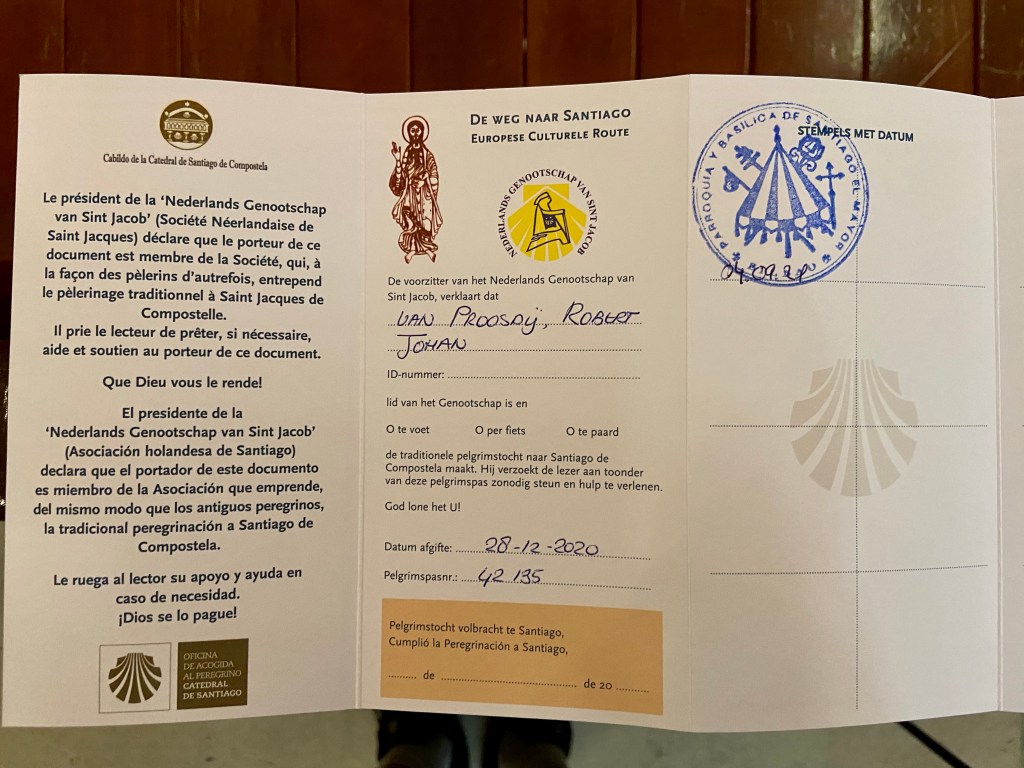 Cabildo de la Catedral de Santiago de Compostela
Le président de la ‘Nederlands Genootschap
van Sint Jacob’ (Société Néerlandaise de
Saint Jacques) déclare que le porteur de ce
document est membre de la Société, qui, à
la façon des pèlerins d’autrefois, entreprend
le pèlerinage traditionnel à Saint Jacques de
Compostelle.
Il prie le lecteur de prêter, si nécessaire,
aide et soutien au porteur de ce document.
Que Dieu vous le rende!
El presidente de la
‘Nederlands Genootschap van Sint Jacob’
(Asociación holandesa de Santiago)
declara que el portador de este documento
es miembro de la Asociación que emprende,
del mismo modo que los antiguos peregrinos,
la tradicional peregrinación a Santiago de
Compostela.
Le ruega al lector su apoyo y ayuda en
caso de necesidad.
¡Dios se lo pague!
OFICINA
DE ACOGIDA
AL PEREGRINO
CATEDRAL
DE SANTIAGO
De weg naar Santiago
Europese Culturele Route
NEDERLANDS GENOOTSCHAP VAN SINT JACOB
De voorzitter van het Nederlands Genootschap van
Sint Jacob, verklaart dat
VAN PROOSDIJ, ROBERT
JOHAN
ID-nummer:
lid van het Genootschap is en
O te voet O per fiets O te paard
de traditionele pelgrimstocht naar Santiago de
Compostela maakt. Hij verzoekt de lezer aan toonder
van deze pelgrimspas zonodig steun en hulp te verlenen.
God lone het U!
Datum afgifte: 28-12-2020
Pelgrimspasnr.: 42 135
Pelgrimstocht volbracht te Santiago,
Cumplió la Peregrinación a Santiago,
de de 20
STEMPELS MET DATUM
PARROQUIA Y BASILICA DE SANTIAGO EL MAYOR
04.09.21